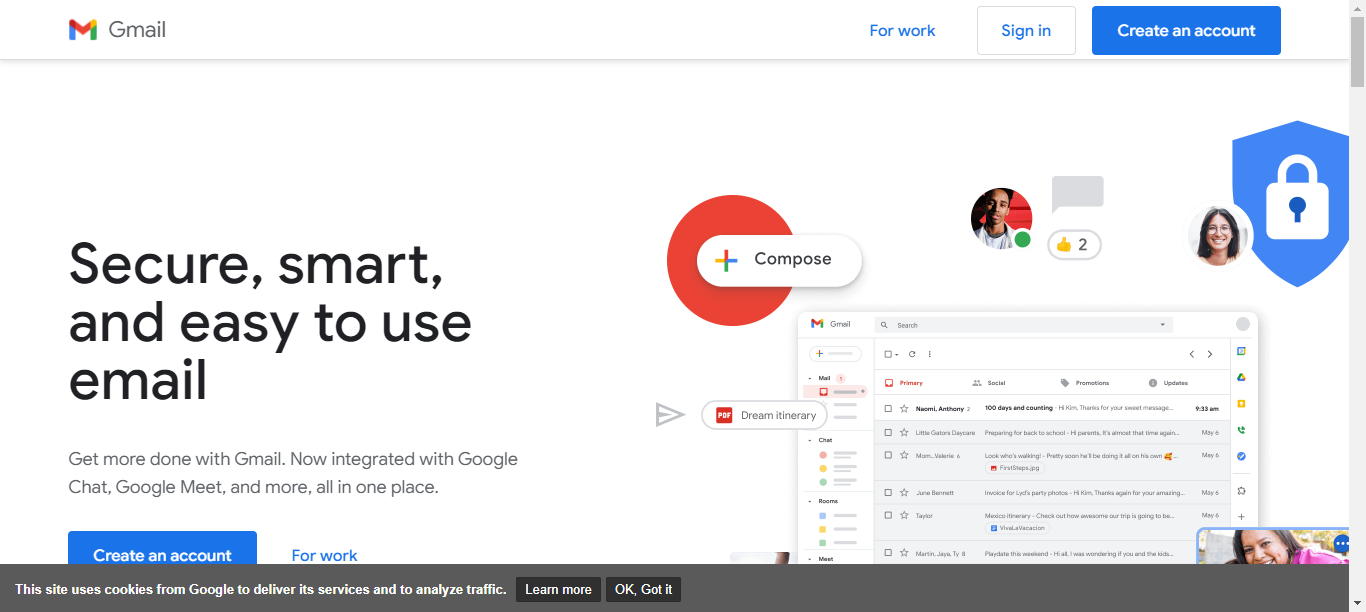 Gmail
For work
Sign in
Create an account
Secure, smart,
and easy to use
email
Get more done with Gmail. Now integrated with Google
Chat, Google Meet, and more, all in one place.
Create an account
For work
Compose
👍 2
PDF Dream itinerary
Gmail
Search
Mail 1
Chat
Rooms
Meet
Primary
Social
Promotions
Updates
Naomi, Anthony 2 100 days and counting - Hi Kim, Thanks for your sweet message... 9:33 am
Little Gators Daycare Preparing for back to school - Hi parents, It's almost that time again... May 6
Mom...Valerie 6 Look who's walking! - Pretty soon he'll be doing it all on his own 🥰... May 6
FirstSteps.jpg
June Bennett Invoice for Lyd's party photos - Hi Kim, Thanks again for your amazing... May 6
Taylor Mexico itinerary - Check out how awesome our trip is going to be... May 6
VivaLaVacacion
Martin, Jaya, Ty 8 Playdate this weekend - Hi all, I was wondering if you and the kids...
This site uses cookies from Google to deliver its services and to analyze traffic.
Learn more
OK, Got it